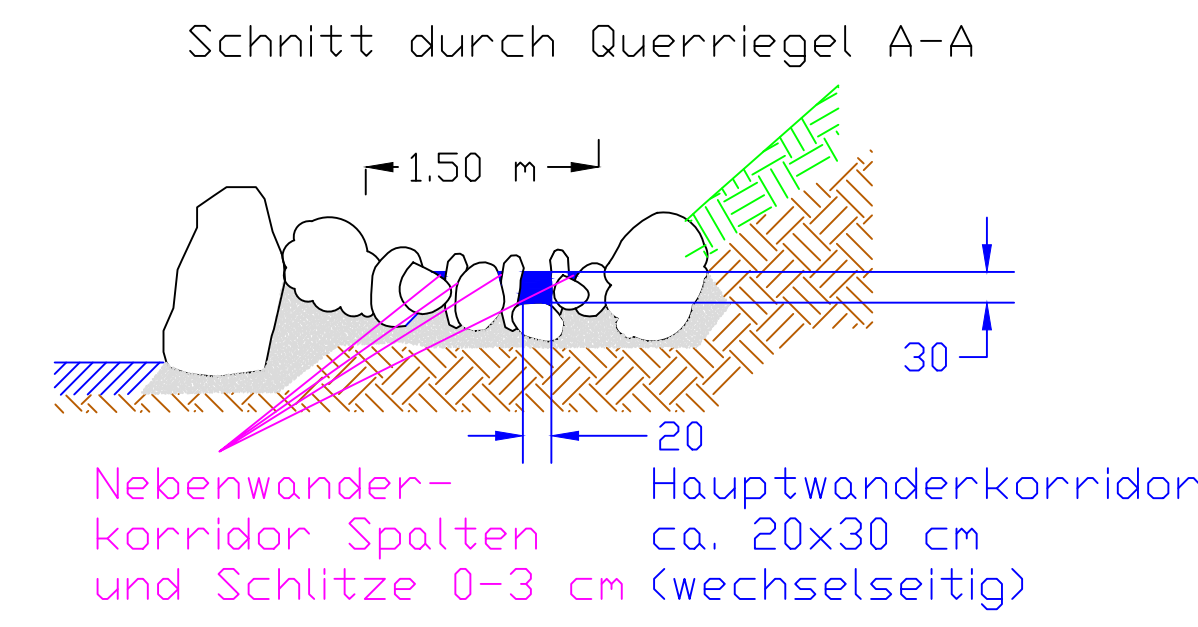 Schnitt durch Querriegel A-A
1.50 m
30
20
Nebenwander-
korridor Spalten
und Schlitze 0-3 cm
Hauptwanderkorridor
ca. 20x30 cm
(wechselseitig)